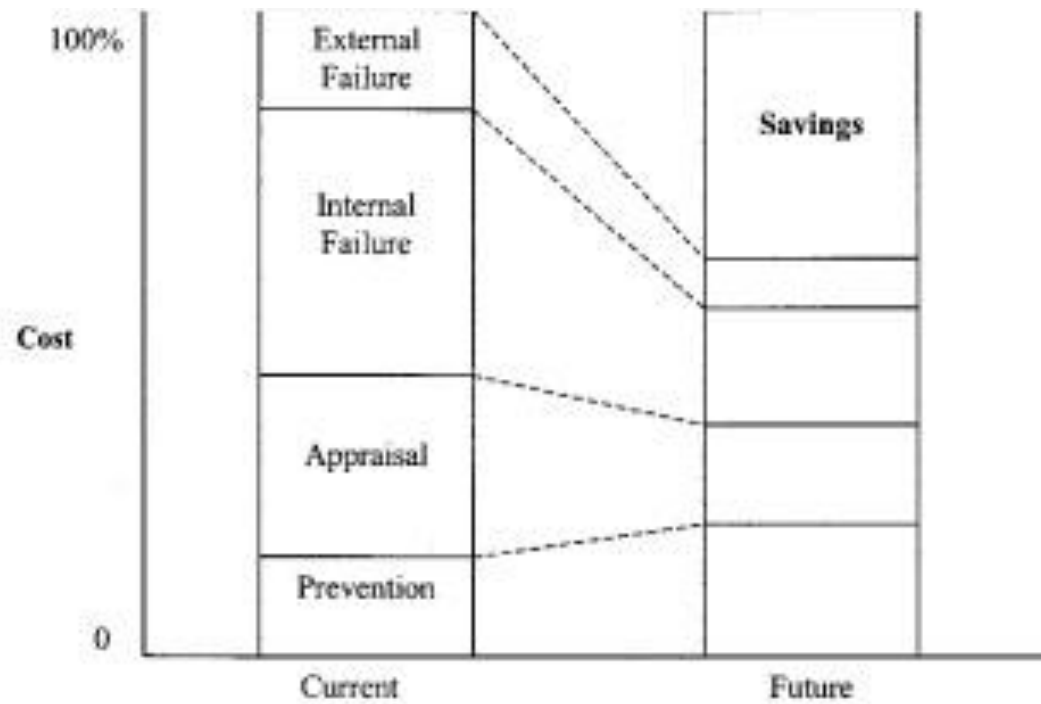 100%
External
Failure
Savings
Internal
Failure
Cost
Appraisal
Prevention
0
Current
Future